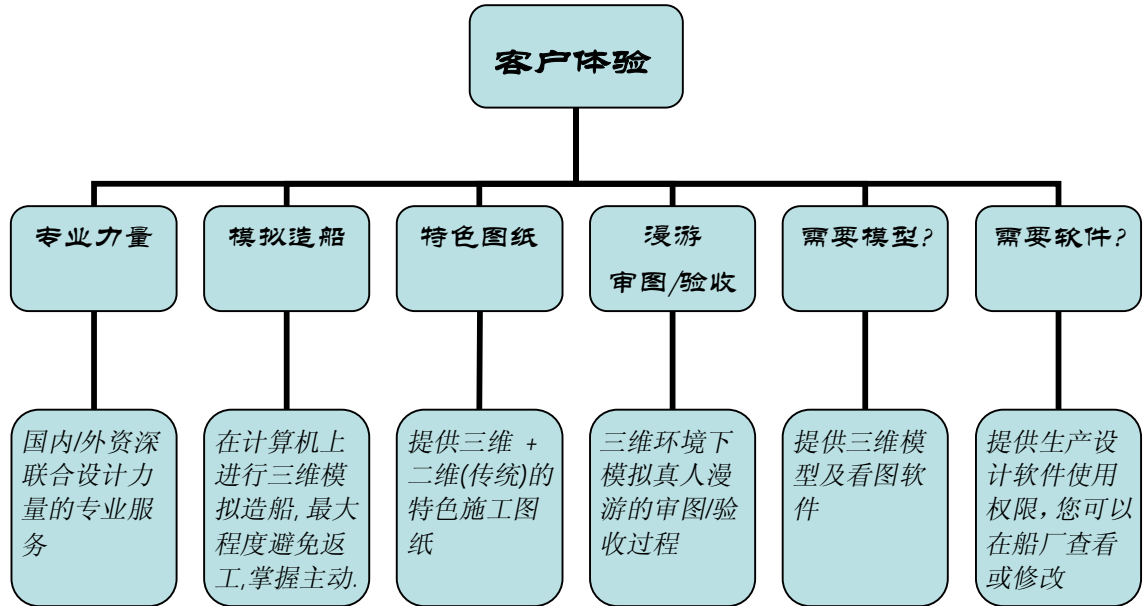 客户体验
专业力量
模拟造船
特色图纸
漫游
审图/验收
需要模型?
需要软件?
国内/外资深
联合设计力
量的专业服
务
在计算机上
进行三维模
拟造船, 最大
程度避免返
工,掌握主动.
提供三维 +
二维(传统)的
特色施工图
纸
三维环境下
模拟真人漫
游的审图/验
收过程
提供三维模
型及看图软
件
提供生产设
计软件使用
权限，您可以
在船厂查看
或修改